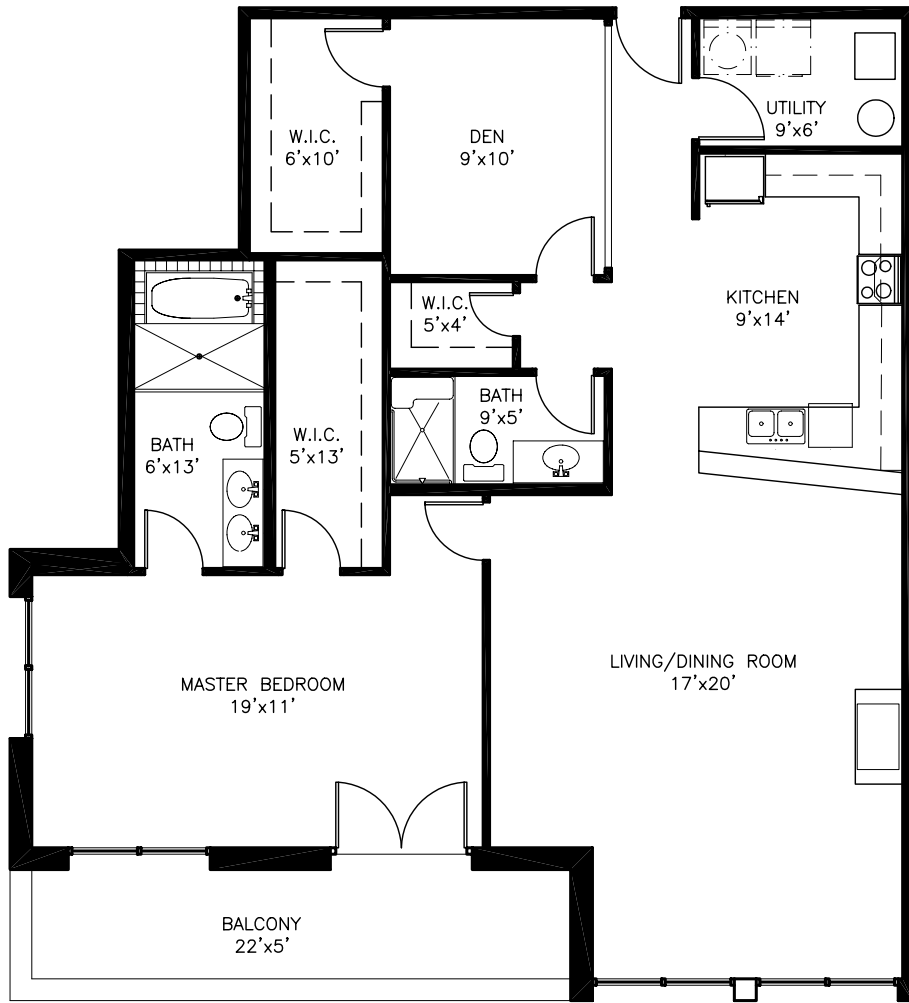 UTILITY
9'x6'
W.I.C.
6'x10'
DEN
9'x10'
W.I.C.
5'x4'
KITCHEN
9'x14'
BATH
9'x5'
BATH
6'x13'
W.I.C.
5'x13'
LIVING/DINING ROOM
17'x20'
MASTER BEDROOM
19'x11'
BALCONY
22'x5'